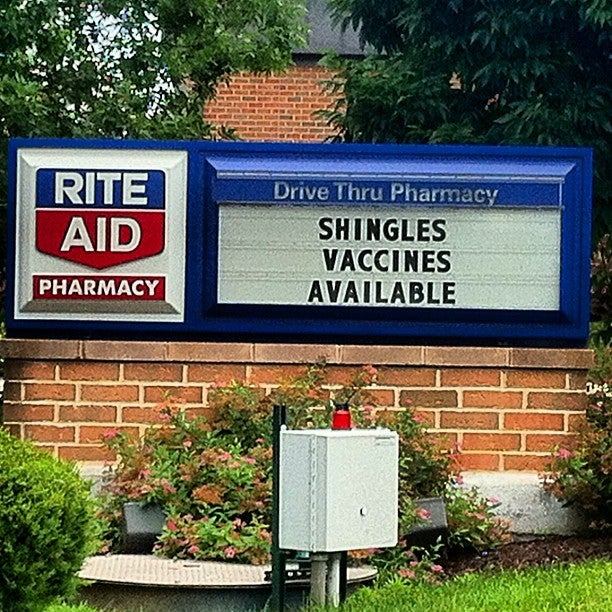 RITE
AID
PHARMACY
Drive Thru Pharmacy
SHINGLES
VACCINES
AVAILABLE